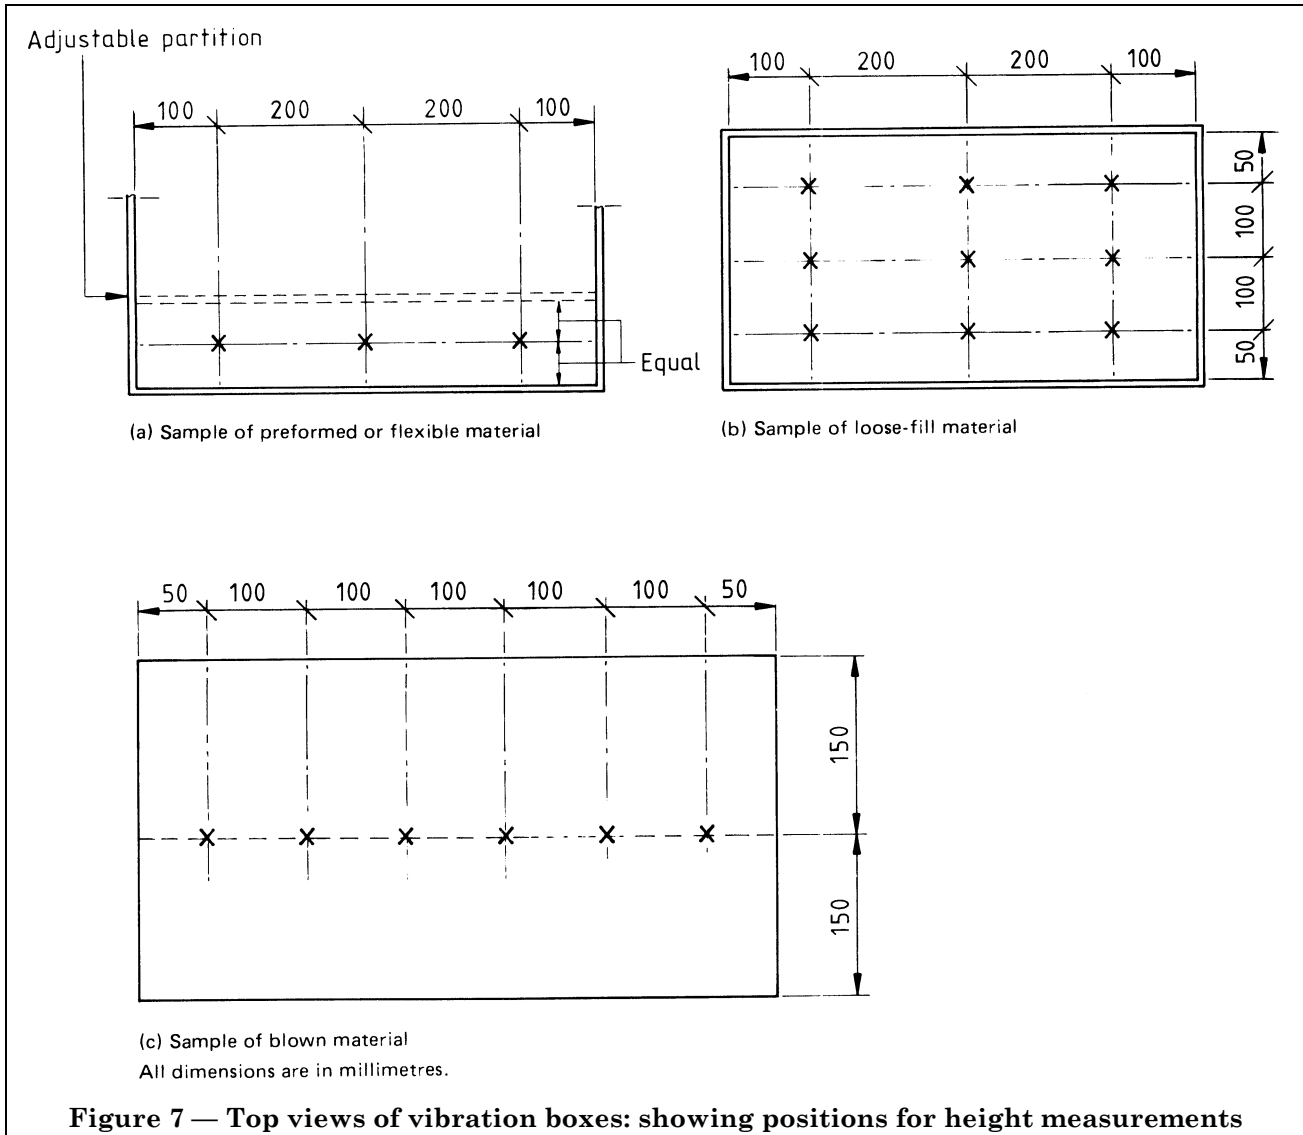 Adjustable partition
100 200 200 100
Equal
(a) Sample of preformed or flexible material
100 200 200 100
50
100
100
50
(b) Sample of loose-fill material
50 100 100 100 100 100 50
150
150
(c) Sample of blown material
All dimensions are in millimetres.
Figure 7 — Top views of vibration boxes: showing positions for height measurements